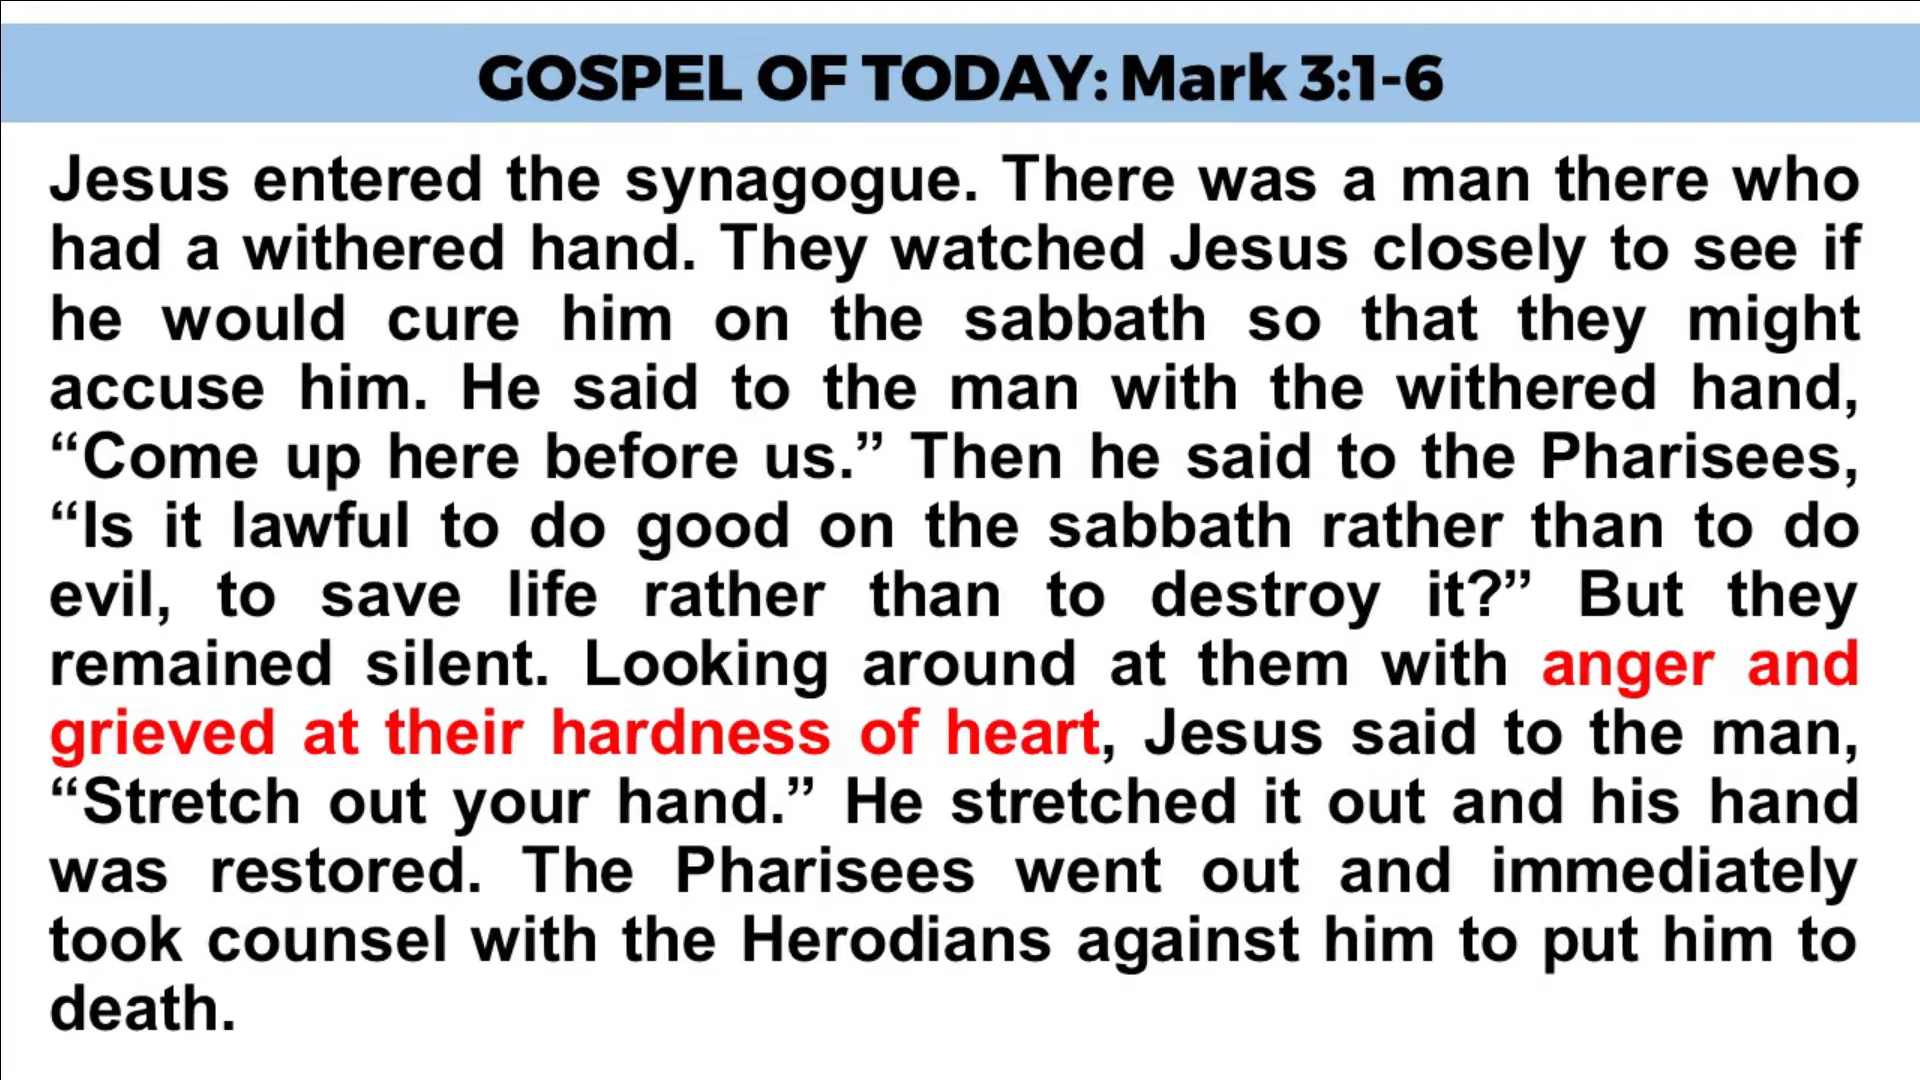 GOSPEL OF TODAY: Mark 3:1-6
Jesus entered the synagogue. There was a man there who
had a withered hand. They watched Jesus closely to see if
he would cure him on the sabbath so that they might
accuse him. He said to the man with the withered hand,
“Come up here before us.” Then he said to the Pharisees,
“Is it lawful to do good on the sabbath rather than to do
evil, to save life rather than to destroy it?” But they
remained silent. Looking around at them with anger and
grieved at their hardness of heart, Jesus said to the man,
“Stretch out your hand.” He stretched it out and his hand
was restored. The Pharisees went out and immediately
took counsel with the Herodians against him to put him to
death.